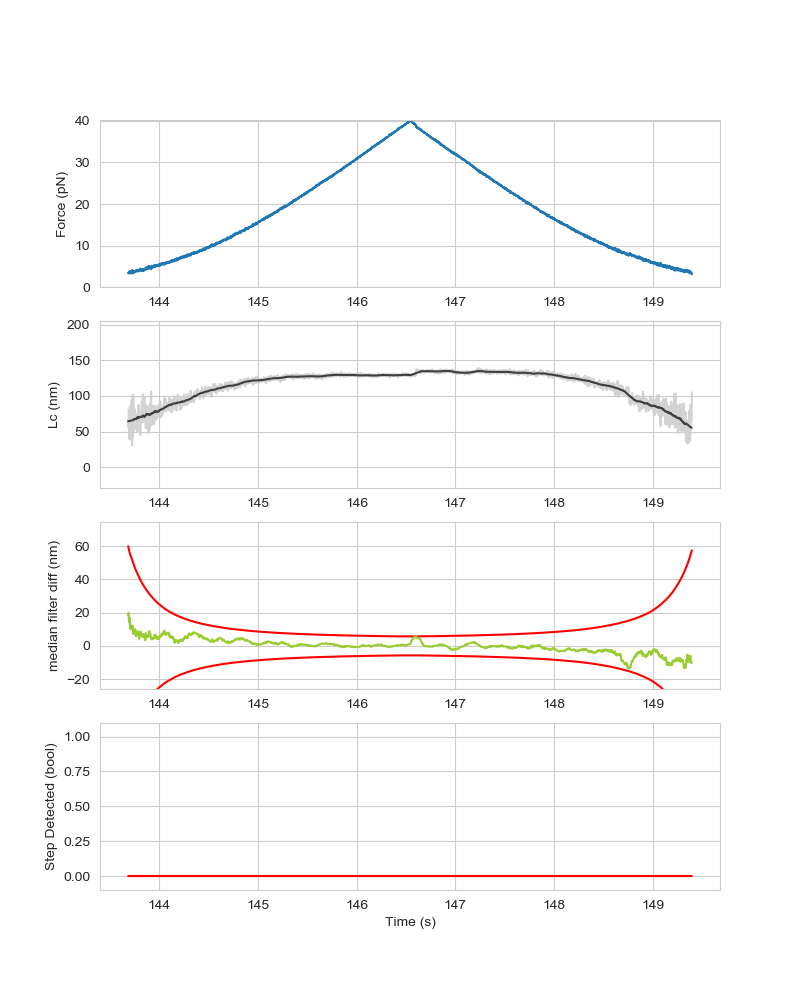 Force (pN)
40
30
20
10
0
144 145 146 147 148 149
Lc (nm)
200
150
100
50
0
144 145 146 147 148 149
median filter diff (nm)
60
40
20
0
−20
144 145 146 147 148 149
Step Detected (bool)
1.00
0.75
0.50
0.25
0.00
144 145 146 147 148 149
Time (s)